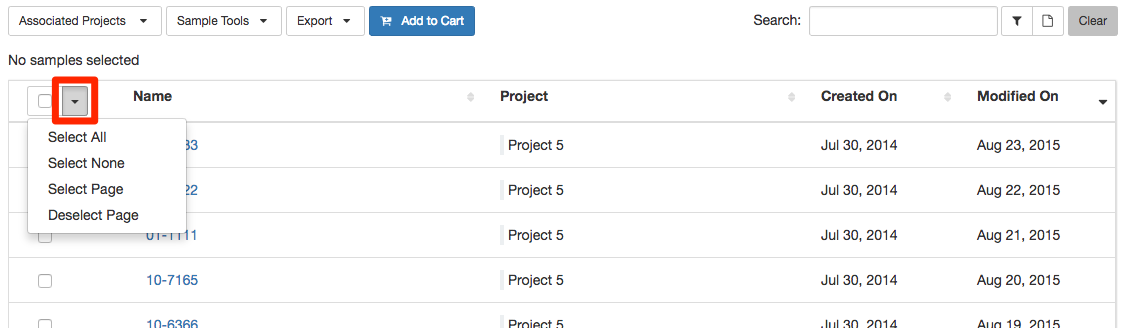 Associated Projects Sample Tools Export Add to Cart Search: Clear
No samples selected
Name Project Created On Modified On
Select All
33 Project 5 Jul 30, 2014 Aug 23, 2015
Select None
Select Page
22 Project 5 Jul 30, 2014 Aug 22, 2015
Deselect Page
01-1111 Project 5 Jul 30, 2014 Aug 21, 2015
10-7165 Project 5 Jul 30, 2014 Aug 20, 2015
10-6366 Project 5 Jul 30, 2014 Aug 19, 2015